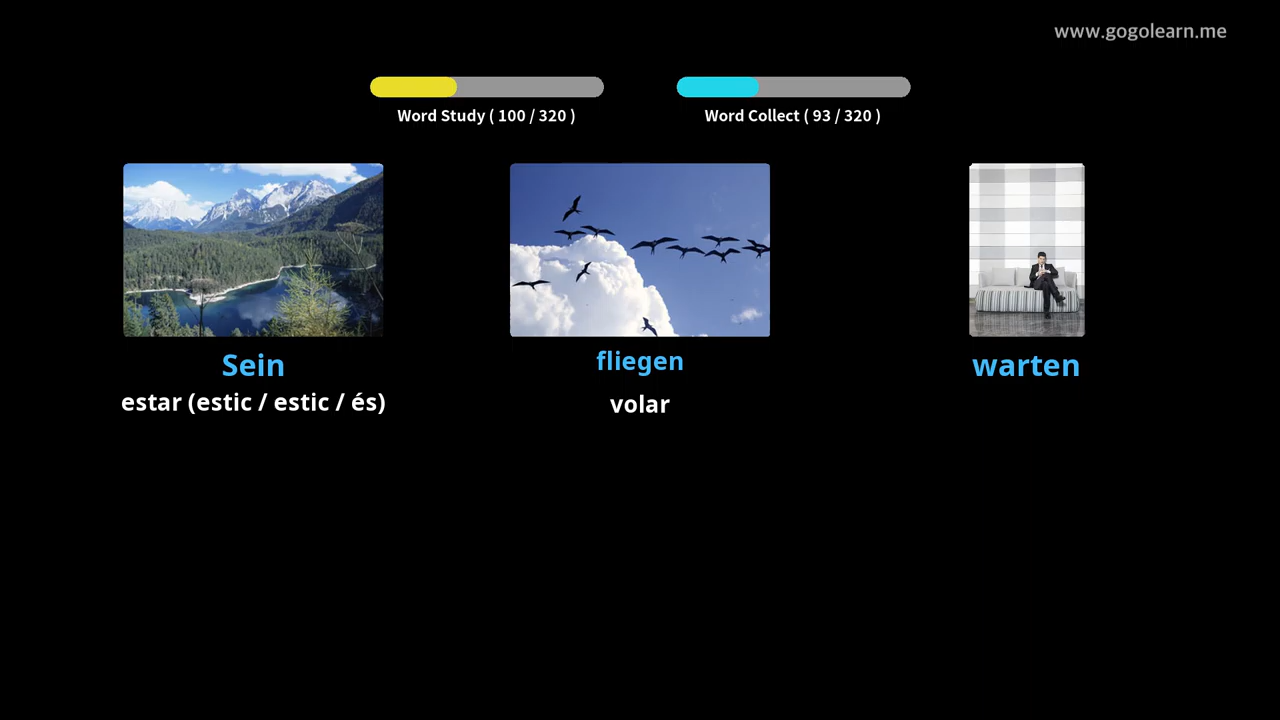 www.gogolearn.me
Word Study ( 100 / 320 )
Word Collect ( 93 / 320 )
Sein
estar (estic / estic / és)
fliegen
volar
warten